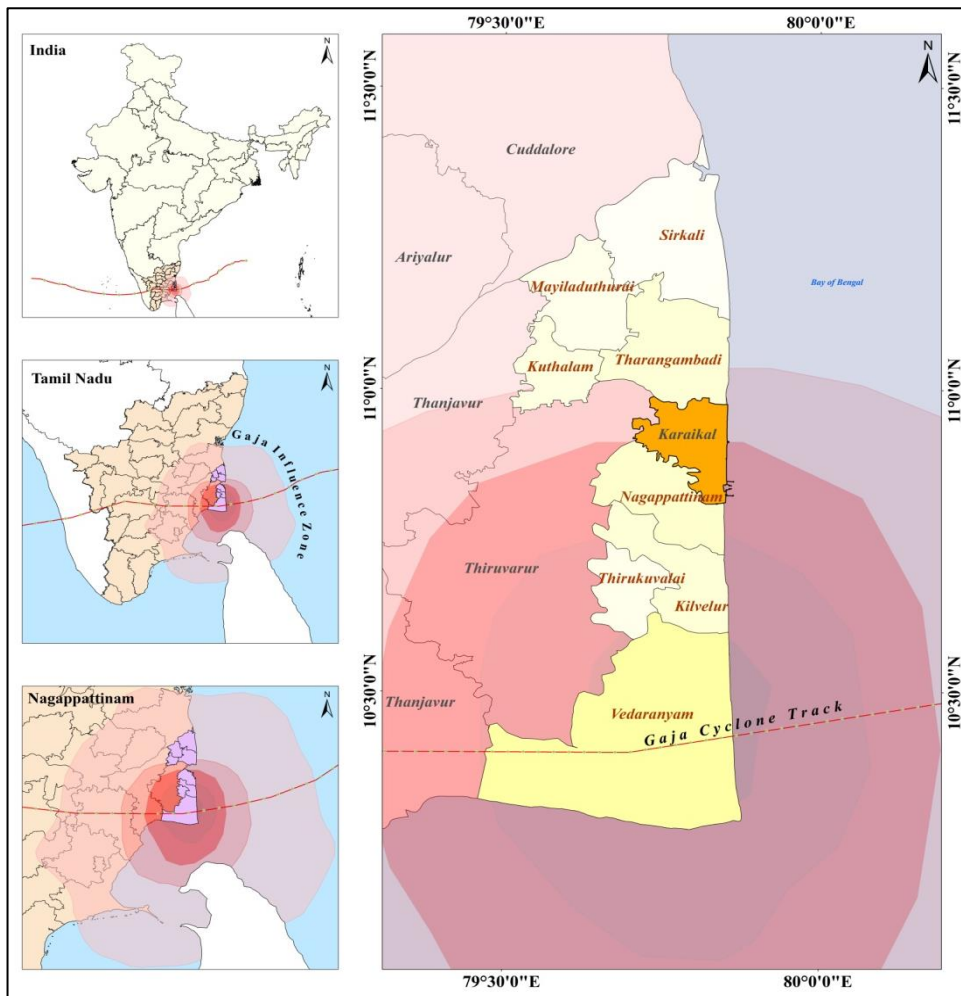 India
N
Tamil Nadu
N
Gaja Influence Zone
Nagappattinam
N
79°30'0"E
80°0'0"E
N
11°30'0"N
11°30'0"N
Cuddalore
Sirkali
Ariyalur
Mayiladuthurai
Bay of Bengal
Kuthalam
Tharangambadi
11°0'0"N
11°0'0"N
Thanjavur
Karaikal
Nagappattinam
Thiruvarur
Thirukuvalai
Kilvelur
10°30'0"N
10°30'0"N
Thanjavur
Vedaranyam
Gaja Cyclone Track
79°30'0"E
80°0'0"E